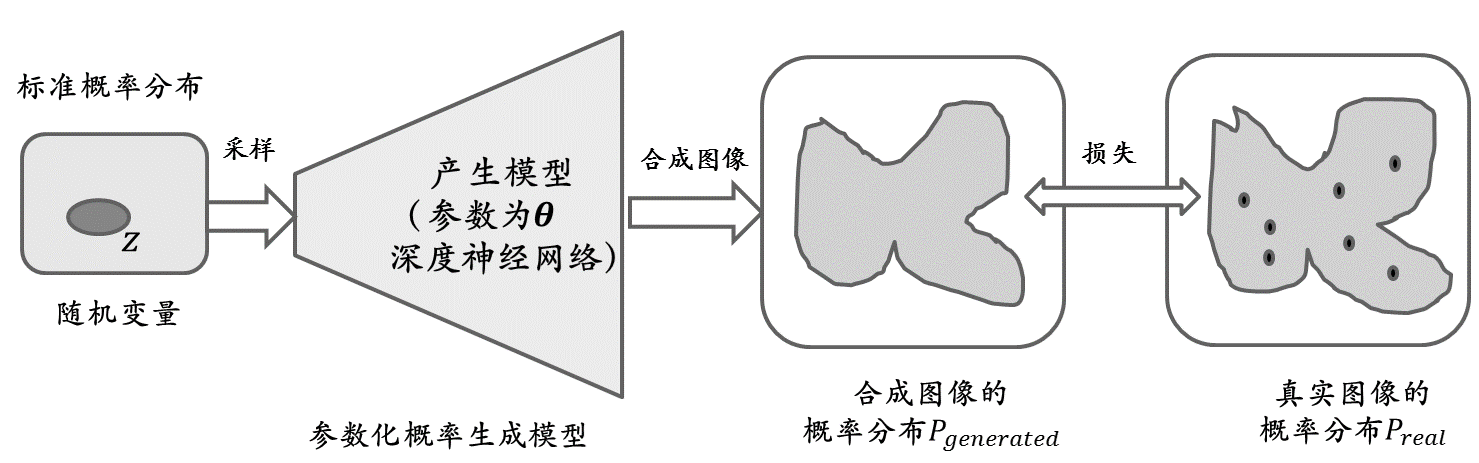 标准概率分布
z
随机变量
采样
产生模型
（参数为θ
深度神经网络）
参数化概率生成模型
合成图像
合成图像的
概率分布P_generated
损失
真实图像的
概率分布P_real